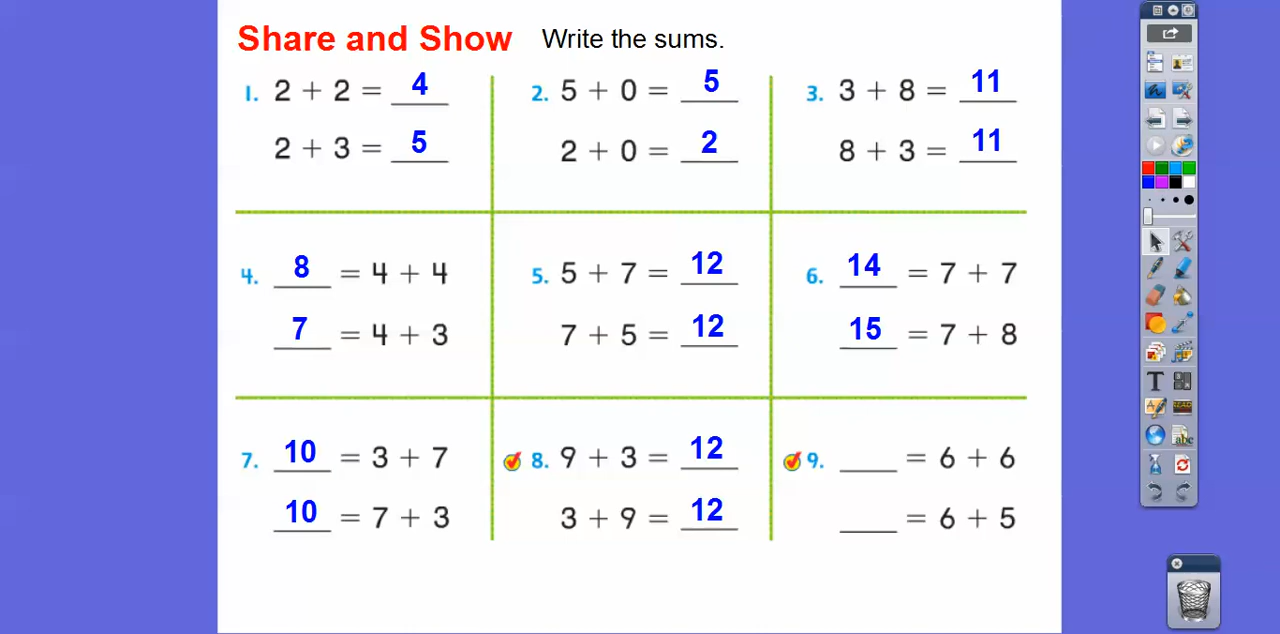 Share and Show Write the sums.
1. 2 + 2 = 4
2 + 3 = 5
2. 5 + 0 = 5
2 + 0 = 2
3. 3 + 8 = 11
8 + 3 = 11
4. 8 = 4 + 4
7 = 4 + 3
5. 5 + 7 = 12
7 + 5 = 12
6. 14 = 7 + 7
15 = 7 + 8
7. 10 = 3 + 7
10 = 7 + 3
8. 9 + 3 = 12
3 + 9 = 12
9. ____ = 6 + 6
____ = 6 + 5
T
abc